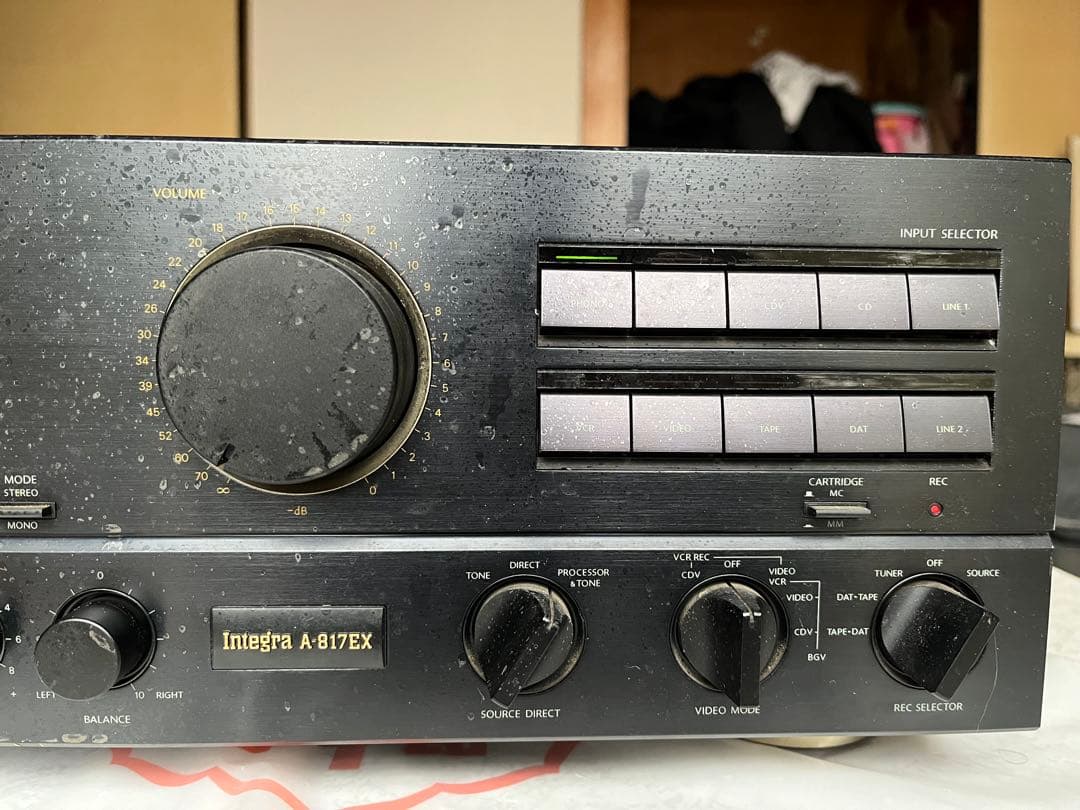 VOLUME
20 18 17 16 15 14 13 12 11 10 9 8 7 6 5 4 3 2 1 0
22
24
26
30
34
39
45
52
60
70
∞
-dB
INPUT SELECTOR
PHONO CDV CD LINE 1
VCR VIDEO TAPE DAT LINE 2
MODE
STEREO
MONO
CARTRIDGE
MC
MM
REC
4
6
8
+
0
LEFT 10 RIGHT
BALANCE
Integra A-817EX
TONE DIRECT PROCESSOR & TONE
SOURCE DIRECT
VCR REC
CDV OFF VIDEO
VCR
VIDEO
CDV
BGV
VIDEO MODE
TUNER OFF SOURCE
DAT▸TAPE
TAPE▸DAT
REC SELECTOR